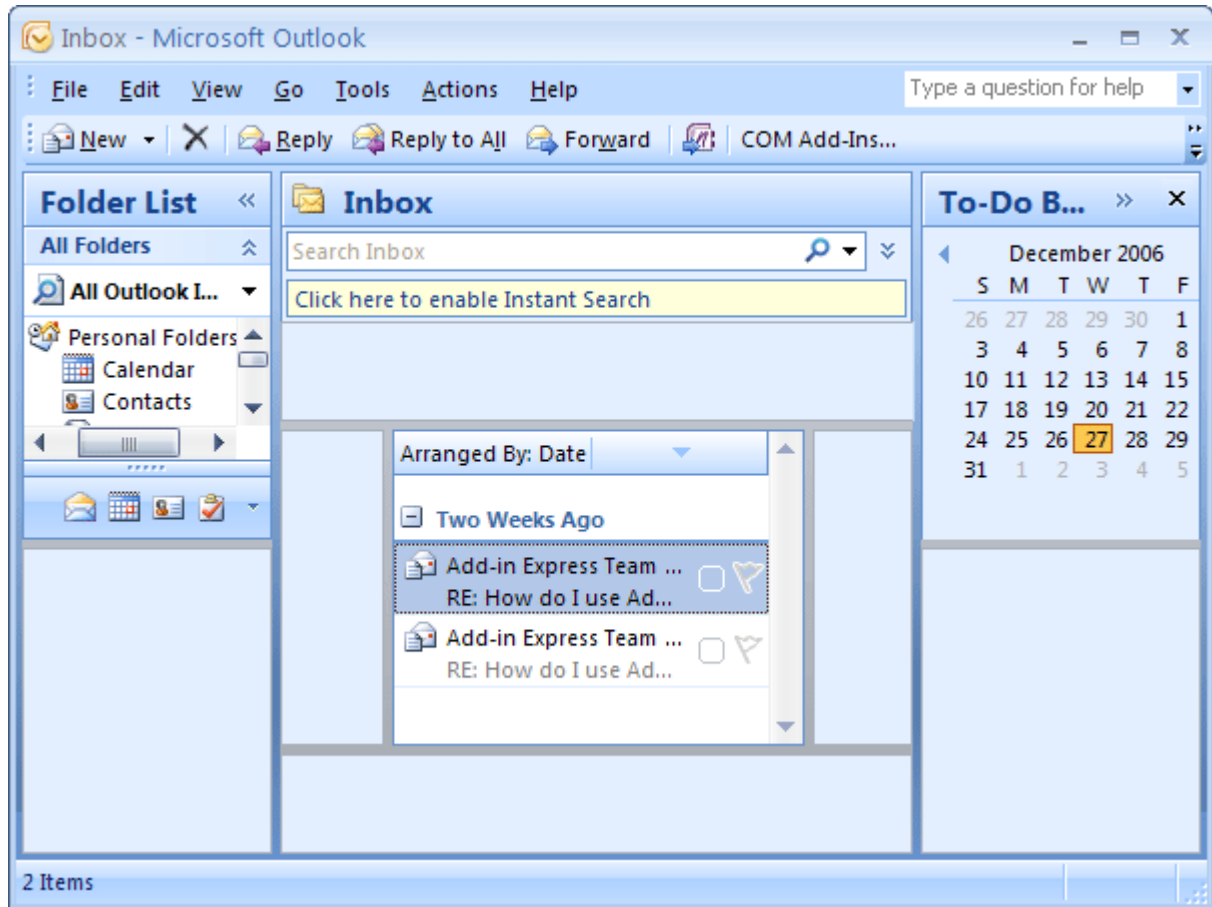 Inbox - Microsoft Outlook
File Edit View Go Tools Actions Help
Type a question for help
New Reply Reply to All Forward COM Add-Ins...
Folder List
All Folders
All Outlook I...
Personal Folders
Calendar
Contacts
Inbox
Search Inbox
Click here to enable Instant Search
Arranged By: Date
Two Weeks Ago
Add-in Express Team ...
RE: How do I use Ad...
Add-in Express Team ...
RE: How do I use Ad...
To-Do B...
December 2006
S M T W T F
26 27 28 29 30 1
3 4 5 6 7 8
10 11 12 13 14 15
17 18 19 20 21 22
24 25 26 27 28 29
31 1 2 3 4 5
2 Items